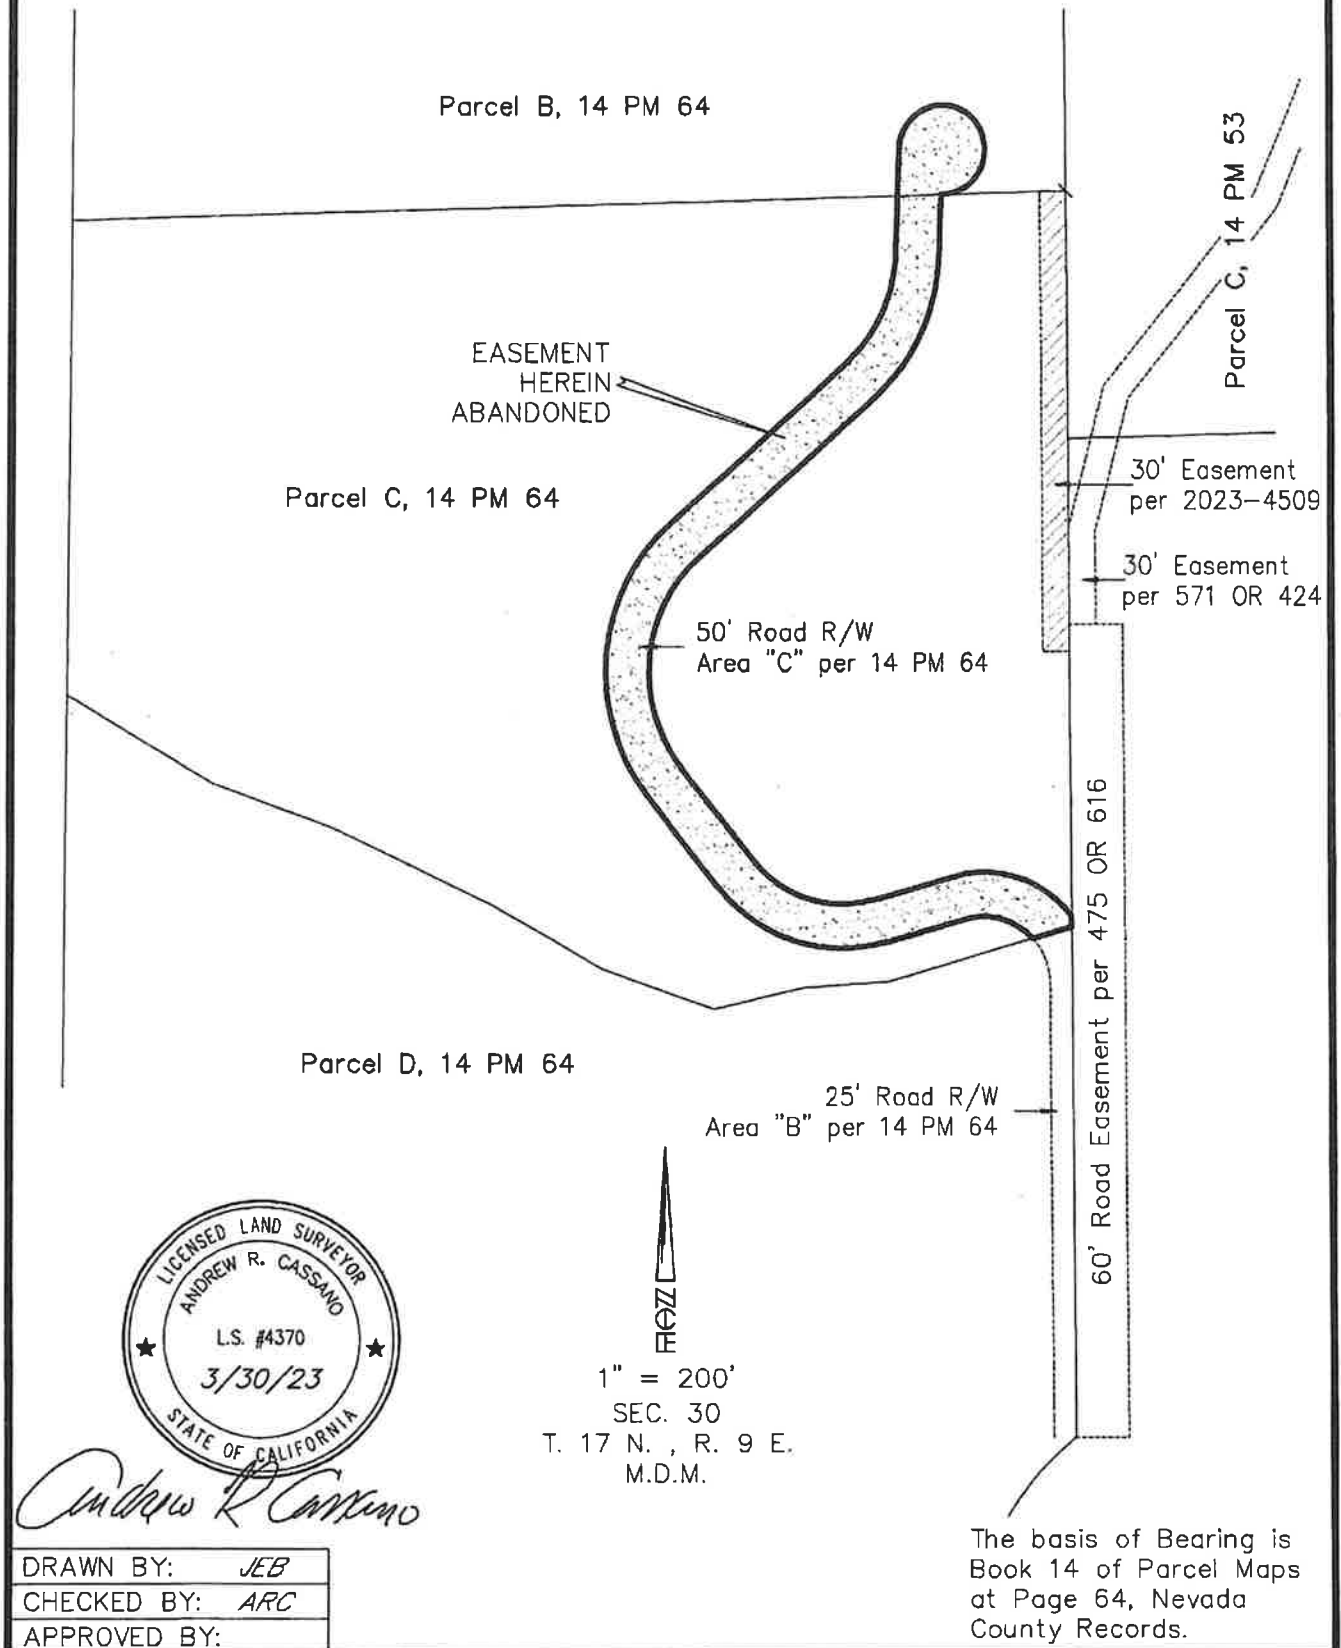 Parcel B, 14 PM 64
Parcel C, 14 PM 53
EASEMENT
HEREIN
ABANDONED
Parcel C, 14 PM 64
30' Easement
per 2023-4509
30' Easement
per 571 OR 424
50' Road R/W
Area "C" per 14 PM 64
60' Road Easement per 475 OR 616
Parcel D, 14 PM 64
25' Road R/W
Area "B" per 14 PM 64
LICENSED LAND SURVEYOR
ANDREW R. CASSANO
L.S. #4370
3/30/23
STATE OF CALIFORNIA
Andrew R Cassano
1" = 200'
SEC. 30
T. 17 N. , R. 9 E.
M.D.M.
DRAWN BY: JEB
CHECKED BY: ARC
APPROVED BY:
The basis of Bearing is
Book 14 of Parcel Maps
at Page 64, Nevada
County Records.